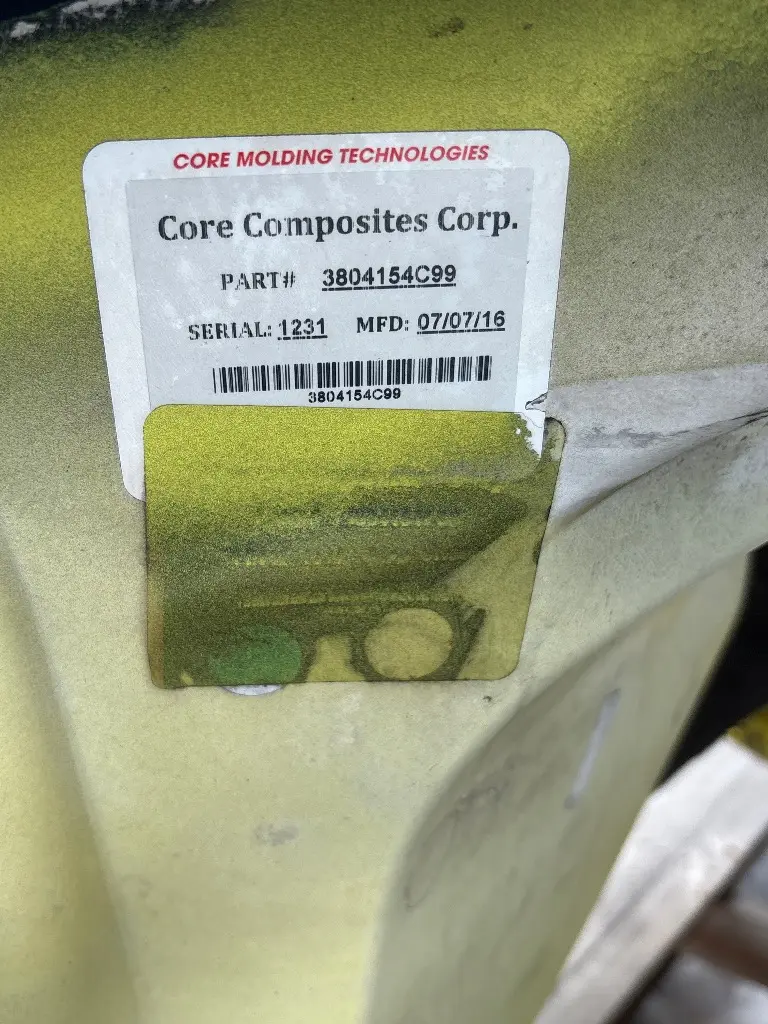 CORE MOLDING TECHNOLOGIES
Core Composites Corp.
PART# 3804154C99
SERIAL: 1231 MFD: 07/07/16
3804154C99